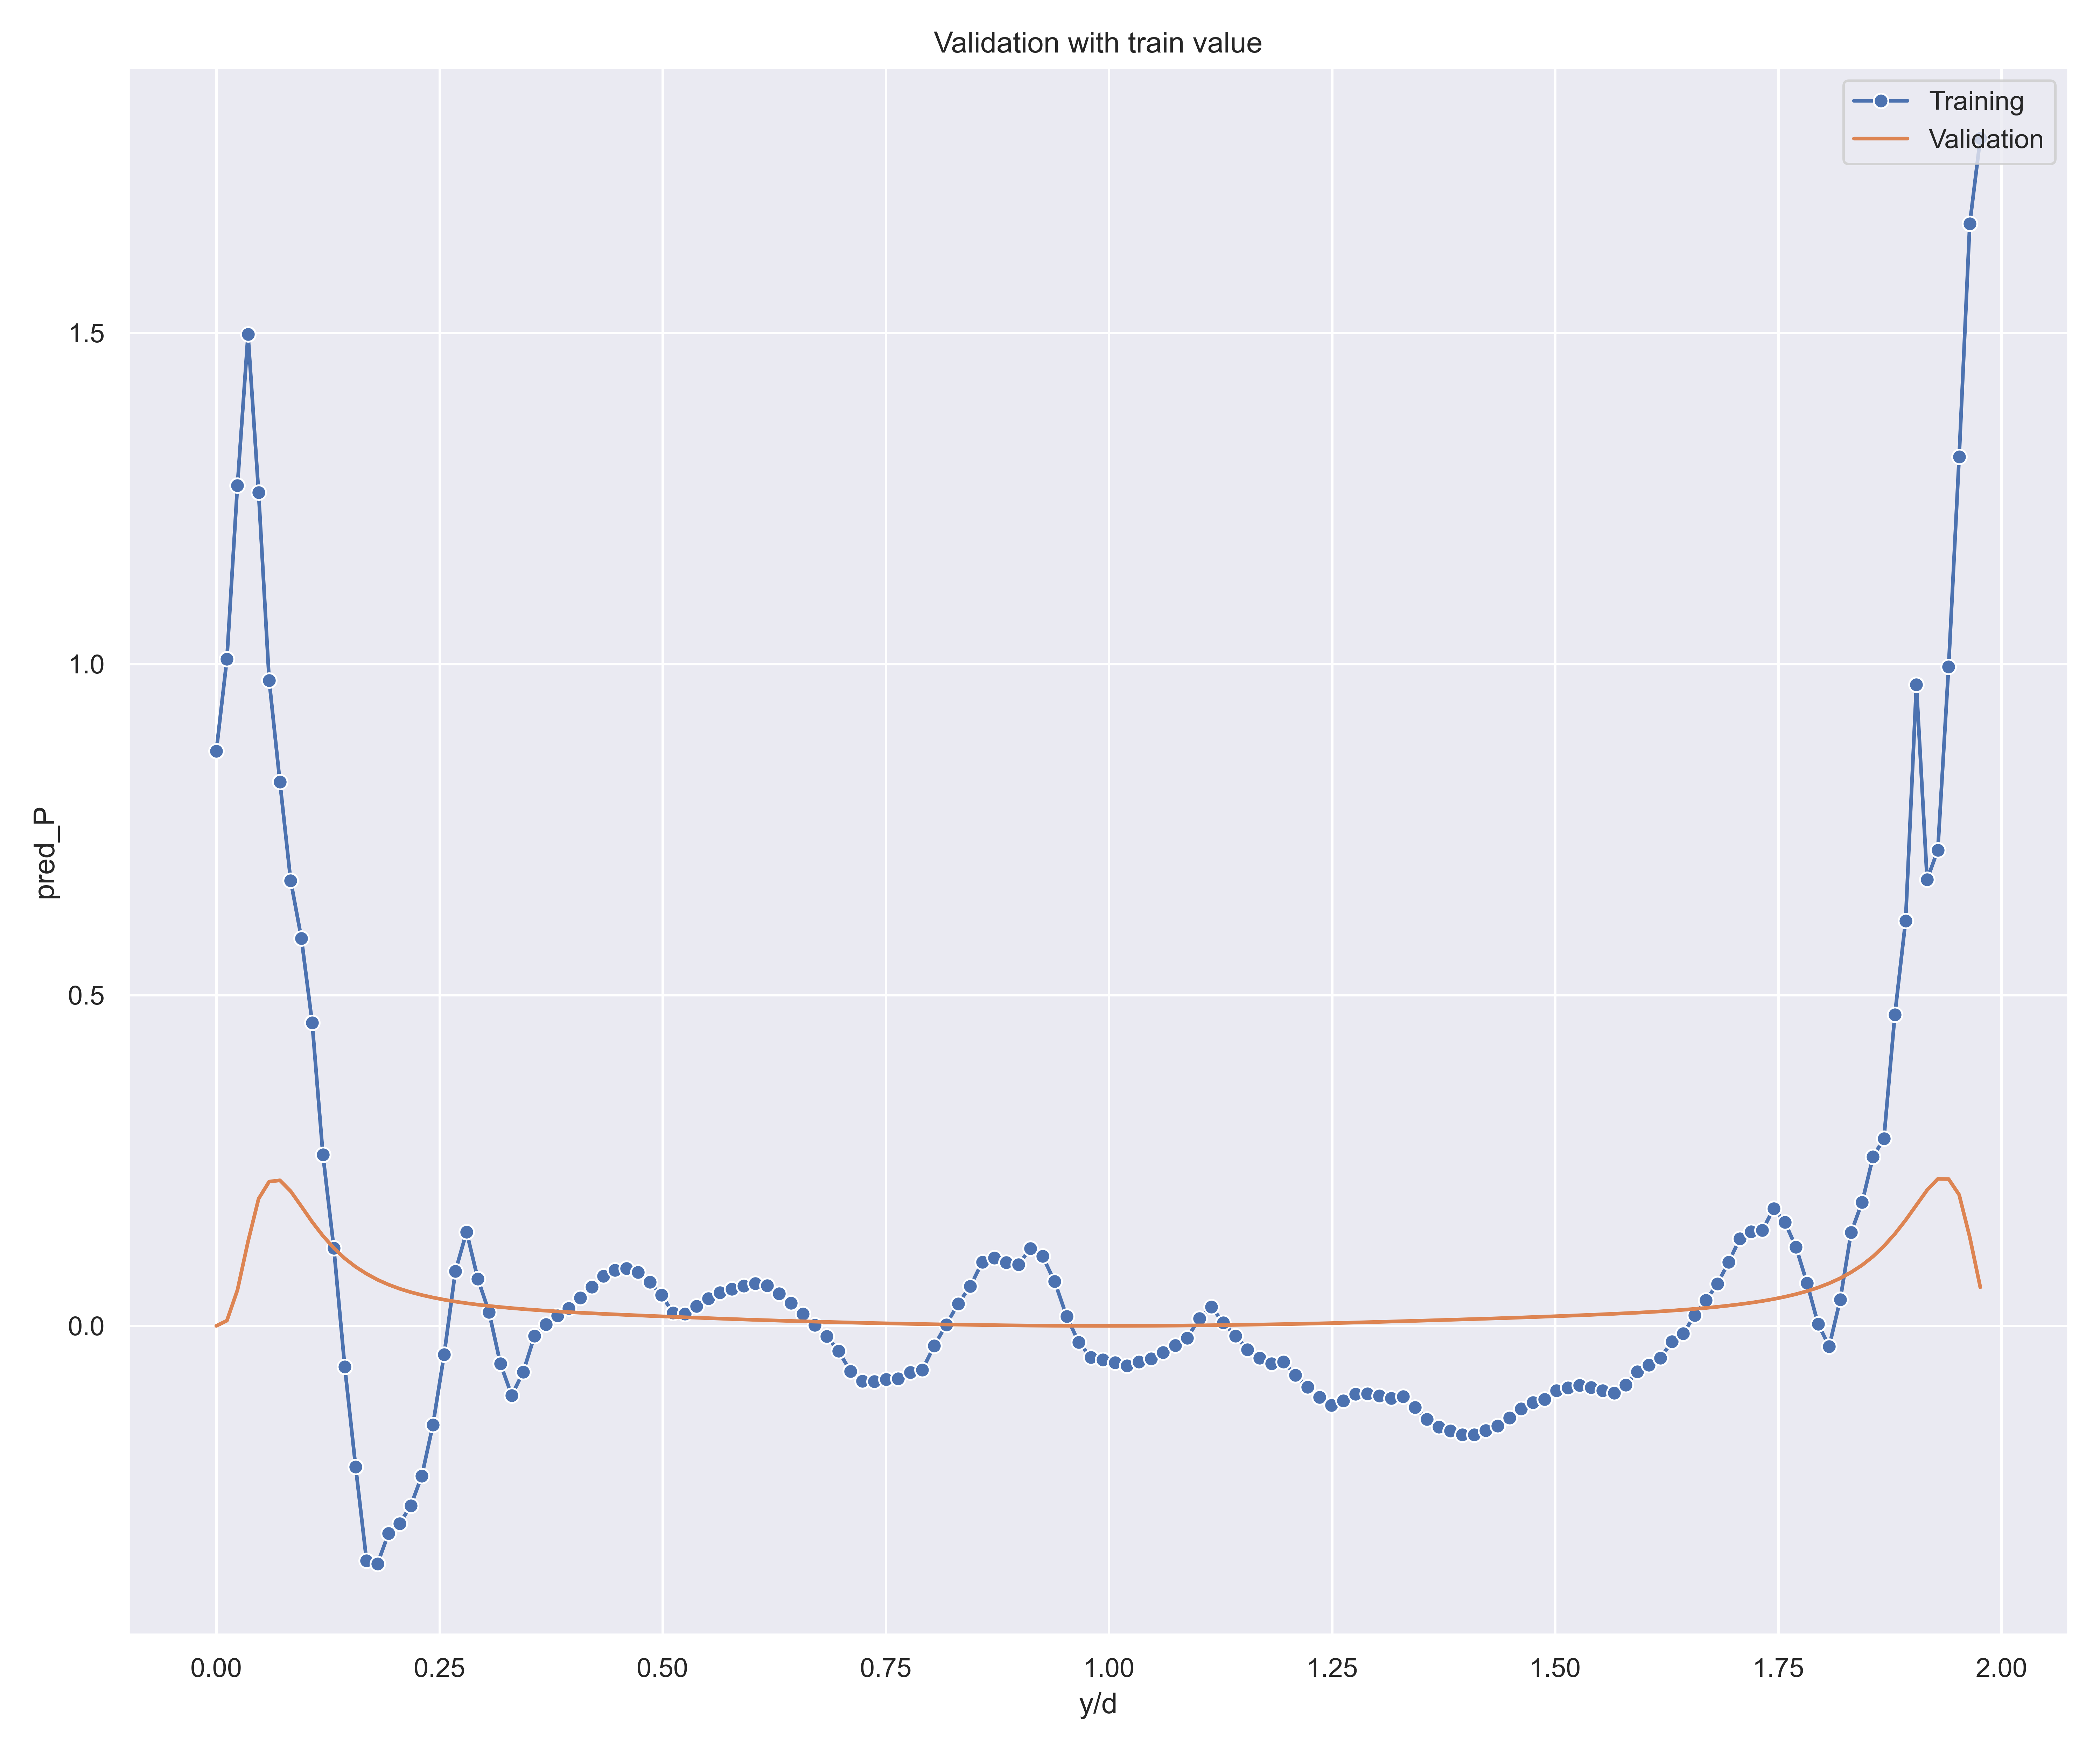 Validation with train value
Training
Validation
pred_P
1.5
1.0
0.5
0.0
0.00 0.25 0.50 0.75 1.00 1.25 1.50 1.75 2.00
y/d